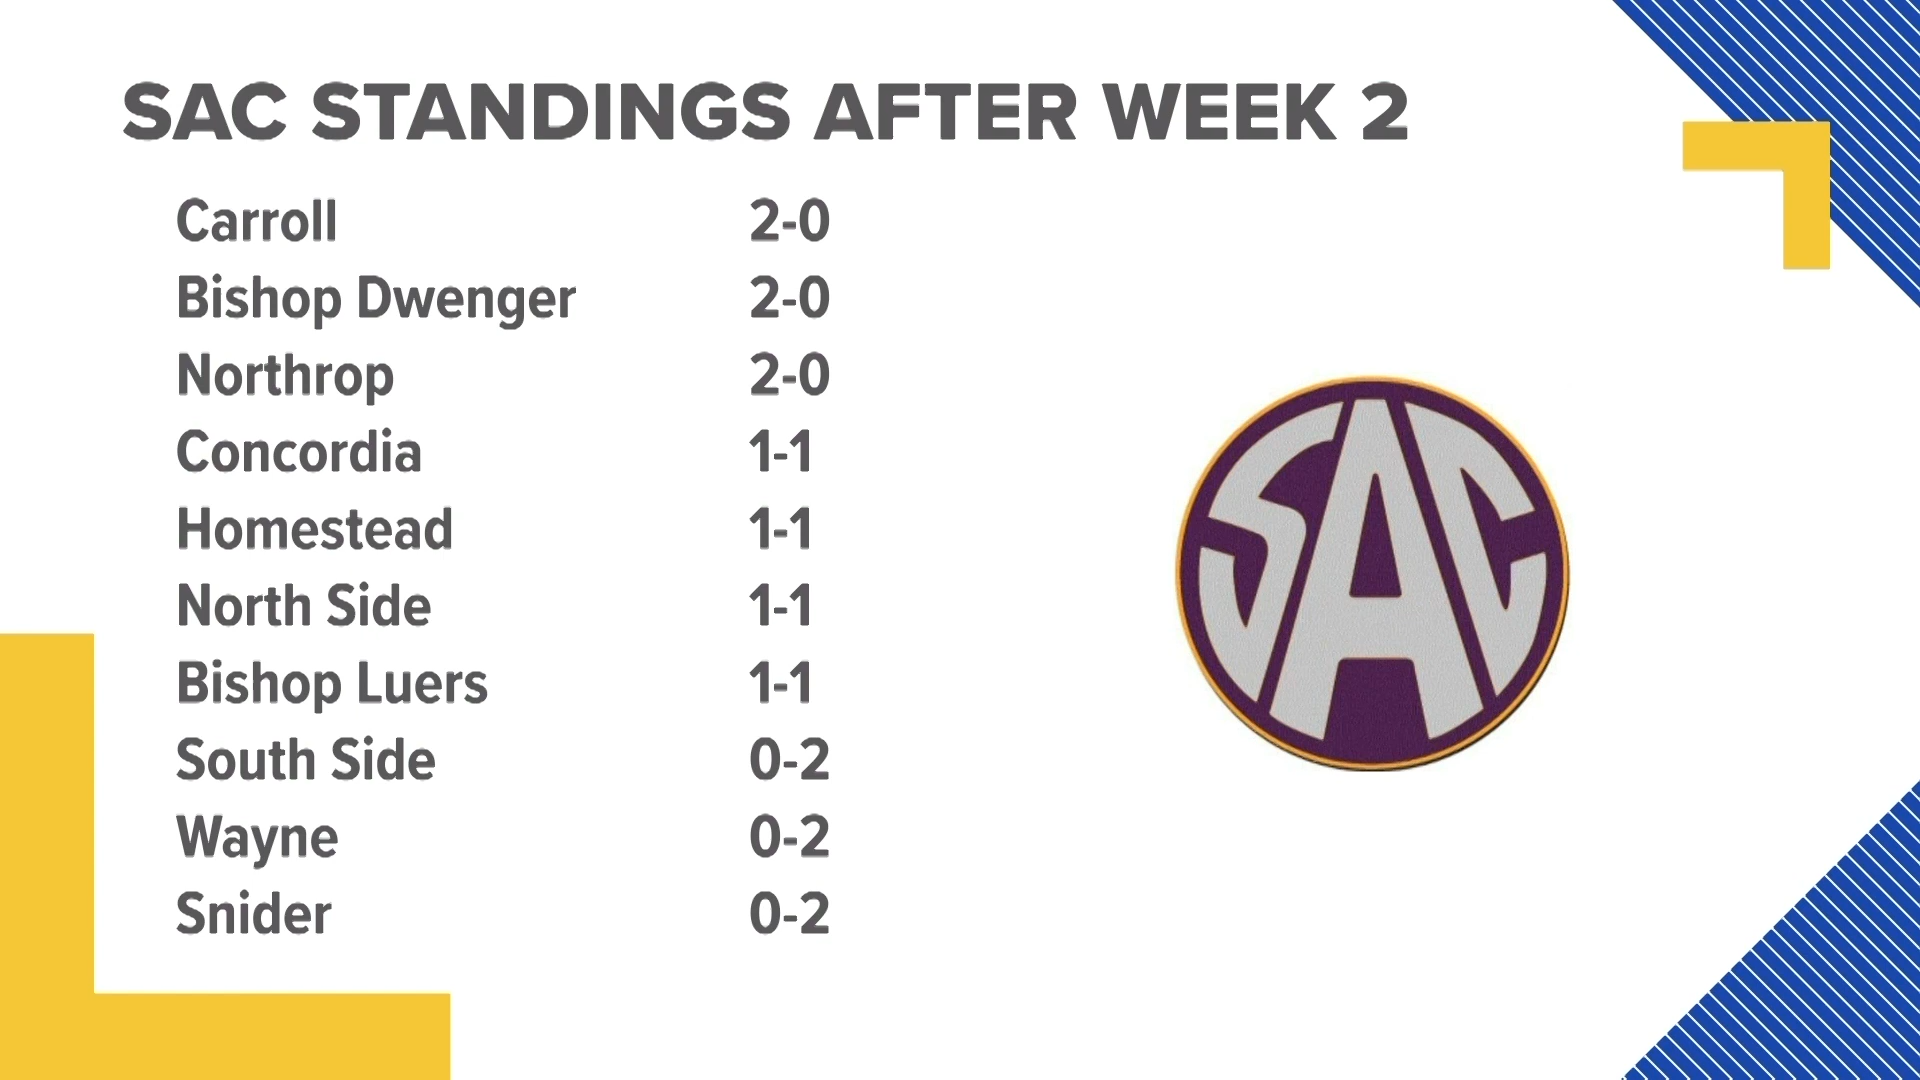 SAC STANDINGS AFTER WEEK 2
Carroll 2-0
Bishop Dwenger 2-0
Northrop 2-0
Concordia 1-1
Homestead 1-1
North Side 1-1
Bishop Luers 1-1
South Side 0-2
Wayne 0-2
Snider 0-2
SAC